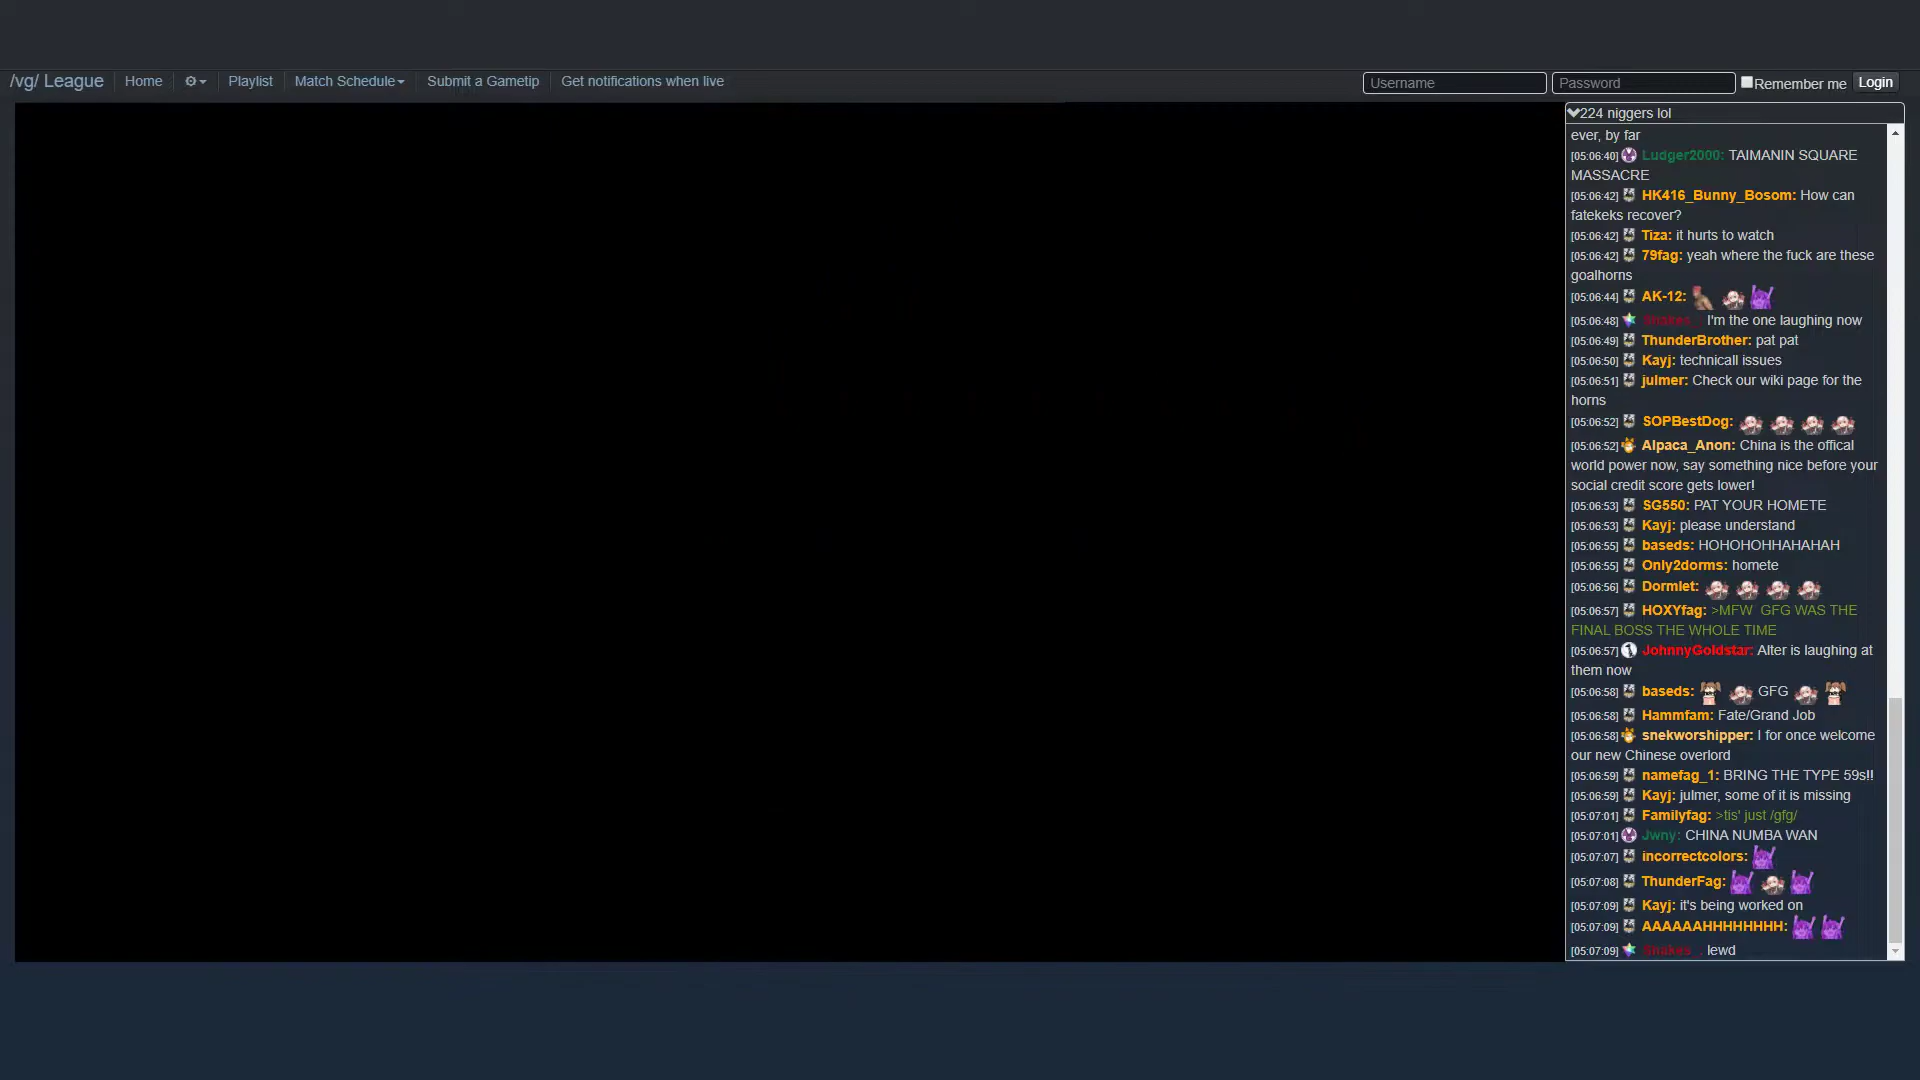 /vg/ League Home Playlist Match Schedule Submit a Gametip Get notifications when live Username Password Remember me Login
224 niggers lol
ever, by far
[05:06:40] Ludger2000: TAIMANIN SQUARE
MASSACRE
[05:06:42] HK416_Bunny_Bosom: How can
fatekeks recover?
[05:06:42] Tiza: it hurts to watch
[05:06:42] 79fag: yeah where the fuck are these
goalhorns
[05:06:44] AK-12:
[05:06:48] Snakes : I'm the one laughing now
[05:06:49] ThunderBrother: pat pat
[05:06:50] Kayj: technicall issues
[05:06:51] julmer: Check our wiki page for the
horns
[05:06:52] SOPBestDog:
[05:06:52] Alpaca_Anon: China is the offical
world power now, say something nice before your
social credit score gets lower!
[05:06:53] SG550: PAT YOUR HOMETE
[05:06:53] Kayj: please understand
[05:06:55] baseds: HOHOHOHHAHAHAH
[05:06:55] Only2dorms: homete
[05:06:56] Dormlet:
[05:06:57] HOXYfag: >MFW GFG WAS THE
FINAL BOSS THE WHOLE TIME
[05:06:57] JohnnyGoldstar: Alter is laughing at
them now
[05:06:58] baseds: GFG
[05:06:58] Hammfam: Fate/Grand Job
[05:06:58] snekworshipper: I for once welcome
our new Chinese overlord
[05:06:59] namefag_1: BRING THE TYPE 59s!!
[05:06:59] Kayj: julmer, some of it is missing
[05:07:01] Familyfag: >tis' just /gfg/
[05:07:01] Jwny: CHINA NUMBA WAN
[05:07:07] incorrectcolors:
[05:07:08] ThunderFag:
[05:07:09] Kayj: it's being worked on
[05:07:09] AAAAAAHHHHHHHH:
[05:07:09] Snakes : lewd